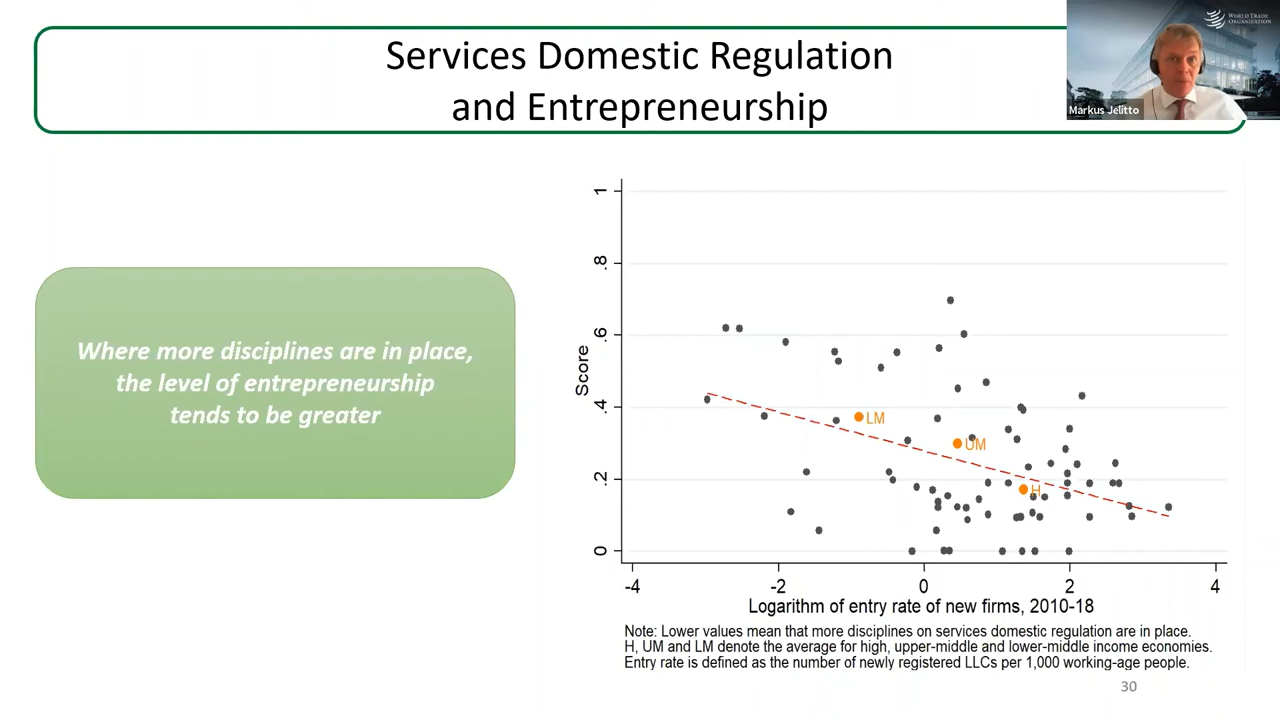 Services Domestic Regulation
and Entrepreneurship
WORLD TRADE
ORGANIZATION
Markus Jelitto
Where more disciplines are in place,
the level of entrepreneurship
tends to be greater
Score
1
.8
.6
.4
.2
0
LM
UM
H
-4
-2
0
2
4
Logarithm of entry rate of new firms, 2010-18
Note: Lower values mean that more disciplines on services domestic regulation are in place.
H, UM and LM denote the average for high, upper-middle and lower-middle income economies.
Entry rate is defined as the number of newly registered LLCs per 1,000 working-age people.
30